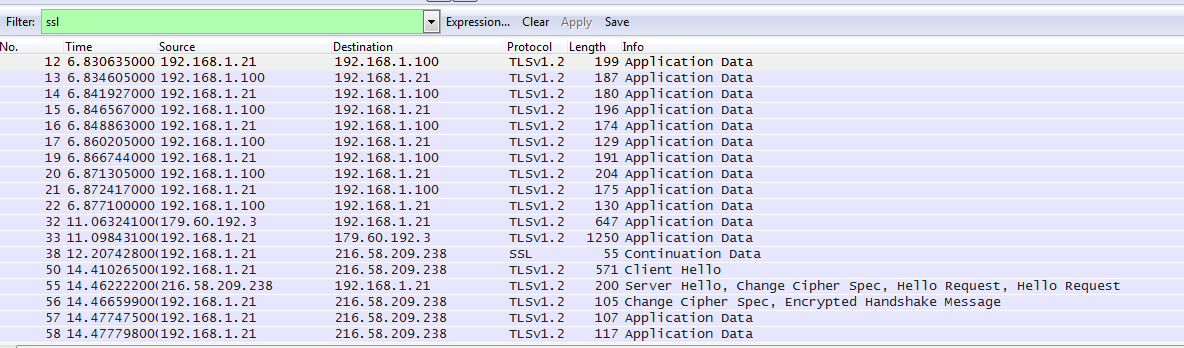 Filter: ssl Expression... Clear Apply Save
No. Time Source Destination Protocol Length Info
12 6.830635000 192.168.1.21 192.168.1.100 TLSv1.2 199 Application Data
13 6.834605000 192.168.1.100 192.168.1.21 TLSv1.2 187 Application Data
14 6.841927000 192.168.1.21 192.168.1.100 TLSv1.2 180 Application Data
15 6.846567000 192.168.1.100 192.168.1.21 TLSv1.2 196 Application Data
16 6.848863000 192.168.1.21 192.168.1.100 TLSv1.2 174 Application Data
17 6.860205000 192.168.1.100 192.168.1.21 TLSv1.2 129 Application Data
19 6.866744000 192.168.1.21 192.168.1.100 TLSv1.2 191 Application Data
20 6.871305000 192.168.1.100 192.168.1.21 TLSv1.2 204 Application Data
21 6.872417000 192.168.1.21 192.168.1.100 TLSv1.2 175 Application Data
22 6.877100000 192.168.1.100 192.168.1.21 TLSv1.2 130 Application Data
32 11.063241000 179.60.192.3 192.168.1.21 TLSv1.2 647 Application Data
33 11.098431000 192.168.1.21 179.60.192.3 TLSv1.2 1250 Application Data
38 12.207428000 192.168.1.21 216.58.209.238 SSL 55 Continuation Data
50 14.410265000 192.168.1.21 216.58.209.238 TLSv1.2 571 Client Hello
55 14.462222000 216.58.209.238 192.168.1.21 TLSv1.2 200 Server Hello, Change Cipher Spec, Hello Request, Hello Request
56 14.466599000 192.168.1.21 216.58.209.238 TLSv1.2 105 Change Cipher Spec, Encrypted Handshake Message
57 14.477475000 192.168.1.21 216.58.209.238 TLSv1.2 107 Application Data
58 14.477798000 192.168.1.21 216.58.209.238 TLSv1.2 117 Application Data